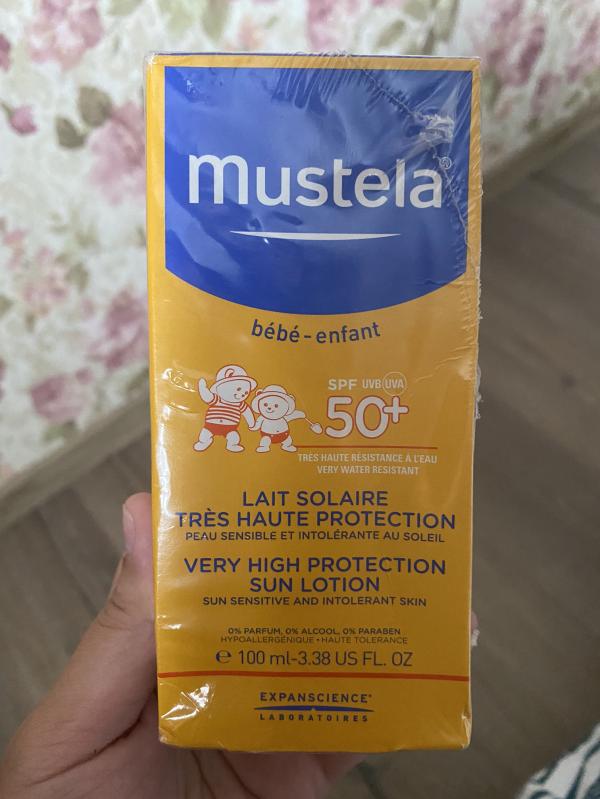 mustela®
bébé-enfant
SPF UVB UVA
50+
TRÈS HAUTE RÉSISTANCE À L'EAU
VERY WATER RESISTANT
LAIT SOLAIRE
TRÈS HAUTE PROTECTION
PEAU SENSIBLE ET INTOLÉRANTE AU SOLEIL
VERY HIGH PROTECTION
SUN LOTION
SUN SENSITIVE AND INTOLERANT SKIN
0% PARFUM, 0% ALCOOL, 0% PARABEN
HYPOALLERGÉNIQUE • HAUTE TOLERANCE
℮ 100 ml-3.38 US FL. OZ
EXPANSCIENCE®
LABORATOIRES